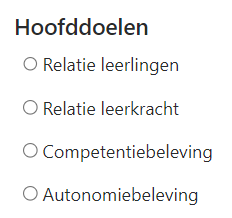 Hoofddoelen
Relatie leerlingen
Relatie leerkracht
Competentiebeleving
Autonomiebeleving